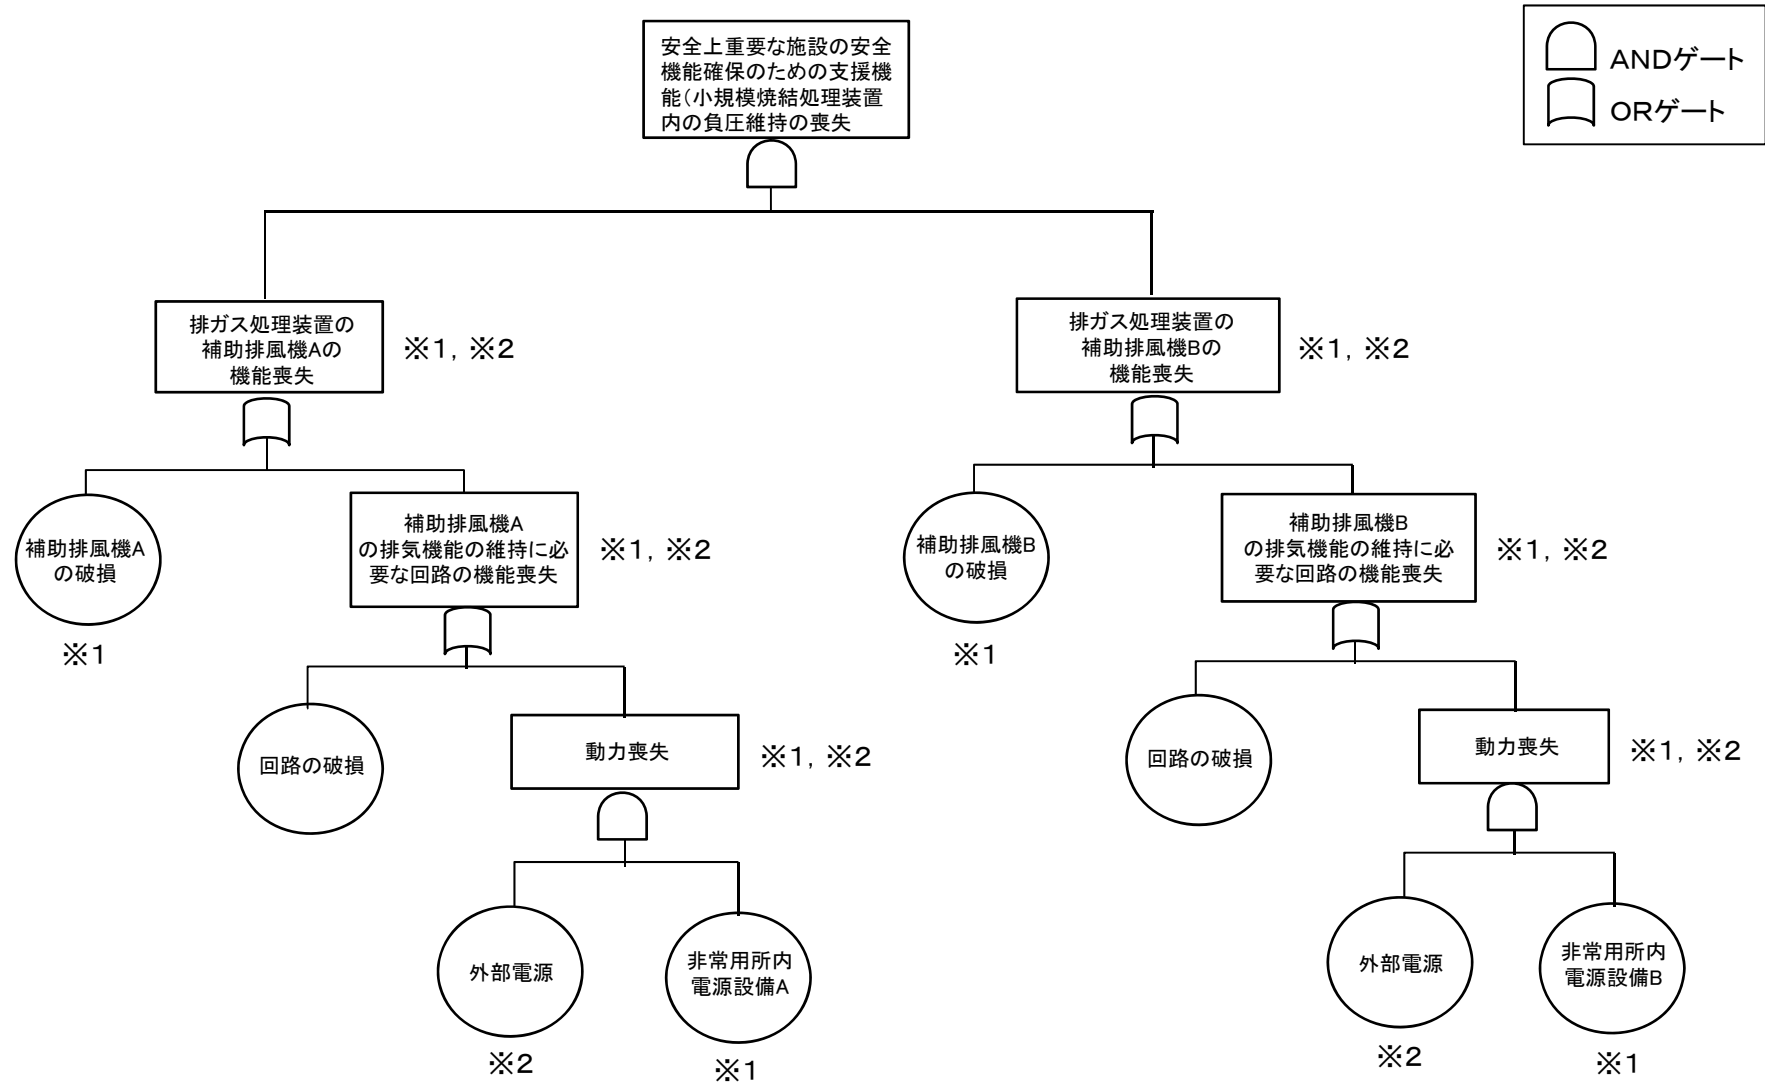 安全上重要な施設の安全
機能確保のための支援機
能(小規模焼結処理装置
内の負圧維持の喪失
ANDゲート
ORゲート
排ガス処理装置の
補助排風機Aの
機能喪失
※1，※2
排ガス処理装置の
補助排風機Bの
機能喪失
※1，※2
補助排風機A
の破損
※1
補助排風機A
の排気機能の維持に必
要な回路の機能喪失
※1，※2
補助排風機B
の破損
※1
補助排風機B
の排気機能の維持に必
要な回路の機能喪失
※1，※2
回路の破損
動力喪失
※1，※2
回路の破損
動力喪失
※1，※2
外部電源
※2
非常用所内
電源設備A
※1
外部電源
※2
非常用所内
電源設備B
※1